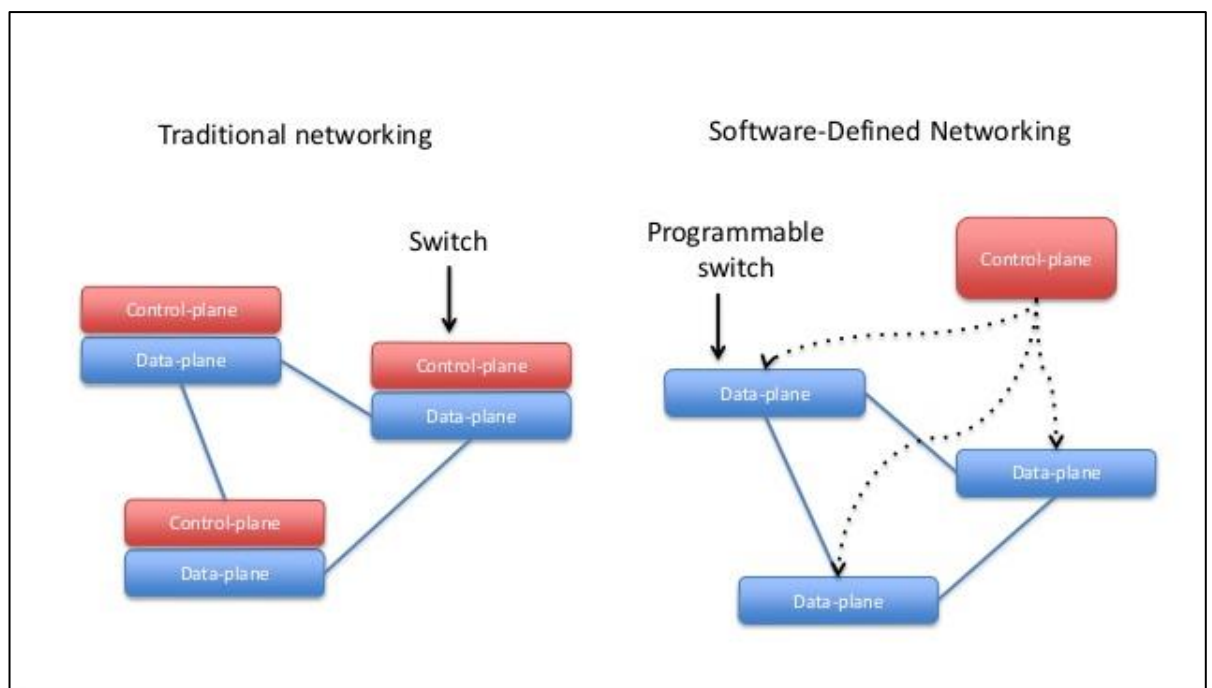 Traditional networking
Switch
Control-plane
Data-plane
Control-plane
Data-plane
Control-plane
Data-plane
Software-Defined Networking
Programmable
switch
Control-plane
Data-plane
Data-plane
Data-plane